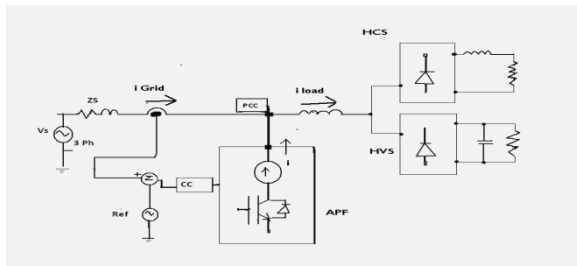 HCS
i Grid
ZS
PCC
i load
Vs
3 Ph
HVS
i
+
Σ
CC
Ref
APF